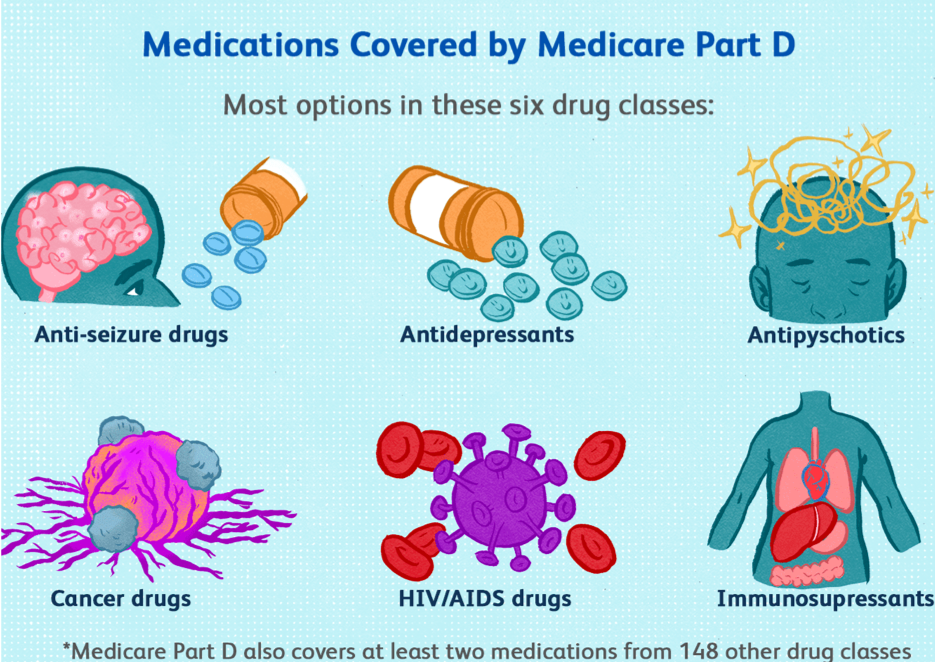 Medications Covered by Medicare Part D
Most options in these six drug classes:
Anti-seizure drugs
Antidepressants
Antipyschotics
Cancer drugs
HIV/AIDS drugs
Immunosupressants
*Medicare Part D also covers at least two medications from 148 other drug classes